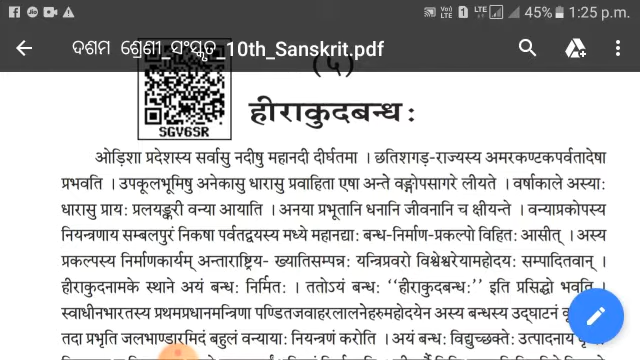 45% 1:25 p.m.
ଦଶମ ଶ୍ରେଣୀ_ସଂସ୍କୃତ_10th_Sanskrit.pdf
(५)
SGV6SR
हीराकुदबन्धः
ओड़िशा प्रदेशस्य सर्वासु नदीषु महानदी दीर्घतमा । छतिशगड़-राज्यस्य अमरकण्टकपर्वतादेषा
प्रभवति । उपकूलभूमिषु अनेकासु धारासु प्रवाहिता एषा अन्ते वङ्गोपसागरे लीयते । वर्षाकाले अस्याः
धारासु प्रायः प्रलयङ्करी वन्या आयाति । अनया प्रभूतानि धनानि जीवनानि च क्षीयन्ते । वन्याप्रकोपस्य
नियन्त्रणाय सम्बलपुरं निकषा पर्वतद्वयस्य मध्ये महानद्याः बन्ध-निर्माण-प्रकल्पो विहितः आसीत् । अस्य
प्रकल्पस्य निर्माणकार्यम् अन्ताराष्ट्रिय- ख्यातिसम्पन्नः यन्त्रिप्रवरो विश्वेश्वरेयामहोदयः सम्पादितवान् ।
हीराकुदनामके स्थाने अयं बन्धः निर्मितः । ततोऽयं बन्धः ‘‘हीराकुदबन्धः’’ इति प्रसिद्धो भवति ।
स्वाधीनभारतस्य प्रथमप्रधानमन्त्रिणा पण्डितजवाहरलालनेहरुमहोदयेन अस्य बन्धस्य उद्घाटनं
तदा प्रभृति जलभाण्डारमिदं बहुलं वन्यायाः नियन्त्रणं करोति । अयं बन्धः विद्युच्छक्तेः उत्पादनाय